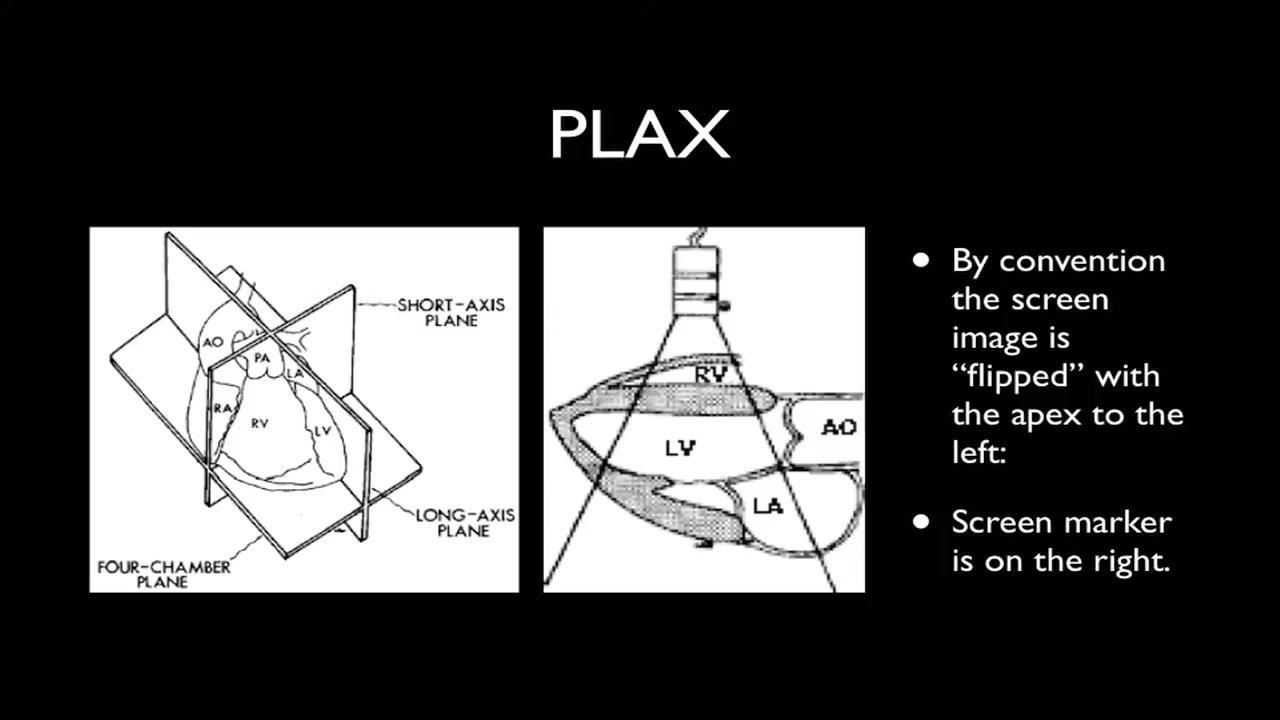 PLAX
SHORT-AXIS
PLANE
AO
PA
LA
RA
RV
LV
LONG-AXIS
PLANE
FOUR-CHAMBER
PLANE
RV
AO
LV
LA
• By convention
the screen
image is
“flipped” with
the apex to the
left:
• Screen marker
is on the right.